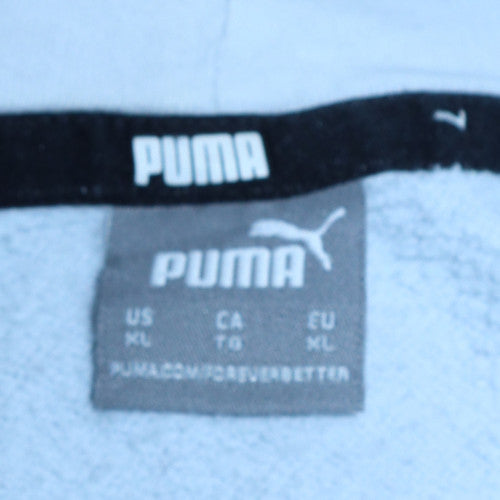 PUMA
PUMA
US CA EU
XL TG XL
PUMA.COM/FOREVERBETTER